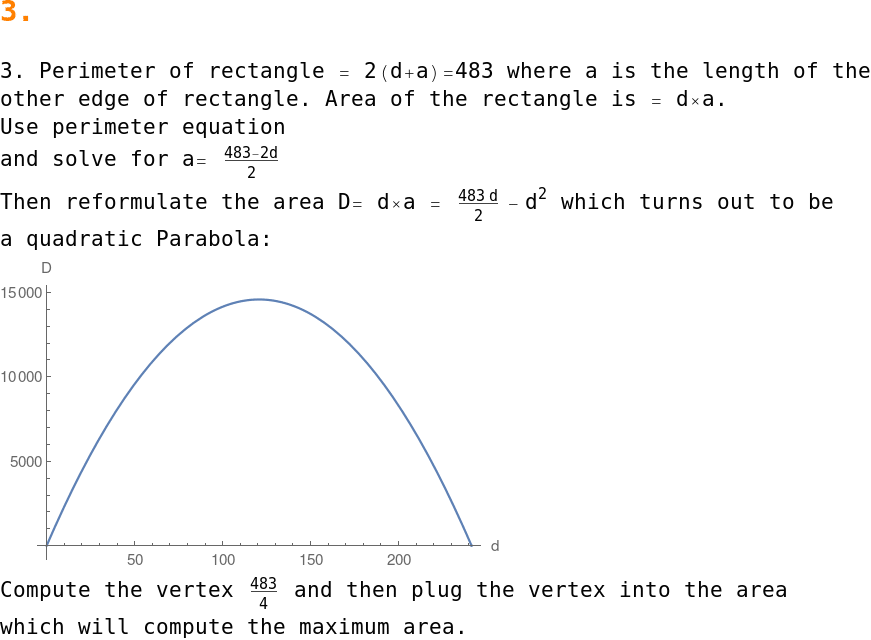 3.
3. Perimeter of rectangle = 2(d+a)=483 where a is the length of the
other edge of rectangle. Area of the rectangle is = d×a.
Use perimeter equation
and solve for a= (483-2d)/2
Then reformulate the area D= d×a = 483 d/2 - d² which turns out to be
a quadratic Parabola:
D
15000
10000
5000
50 100 150 200 d
Compute the vertex 483/4 and then plug the vertex into the area
which will compute the maximum area.